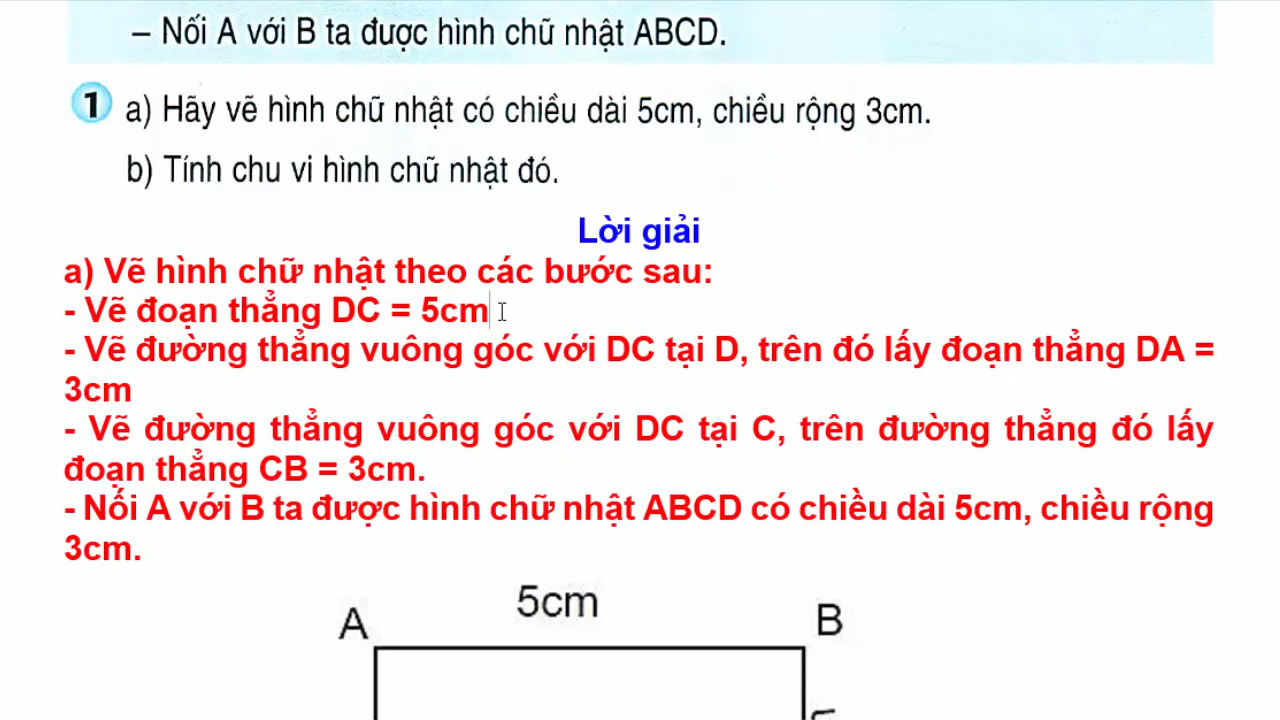 – Nối A với B ta được hình chữ nhật ABCD.
1 a) Hãy vẽ hình chữ nhật có chiều dài 5cm, chiều rộng 3cm.
b) Tính chu vi hình chữ nhật đó.
Lời giải
a) Vẽ hình chữ nhật theo các bước sau:
- Vẽ đoạn thẳng DC = 5cm
- Vẽ đường thẳng vuông góc với DC tại D, trên đó lấy đoạn thẳng DA =
3cm
- Vẽ đường thẳng vuông góc với DC tại C, trên đường thẳng đó lấy
đoạn thẳng CB = 3cm.
- Nối A với B ta được hình chữ nhật ABCD có chiều dài 5cm, chiều rộng
3cm.
5cm
A B